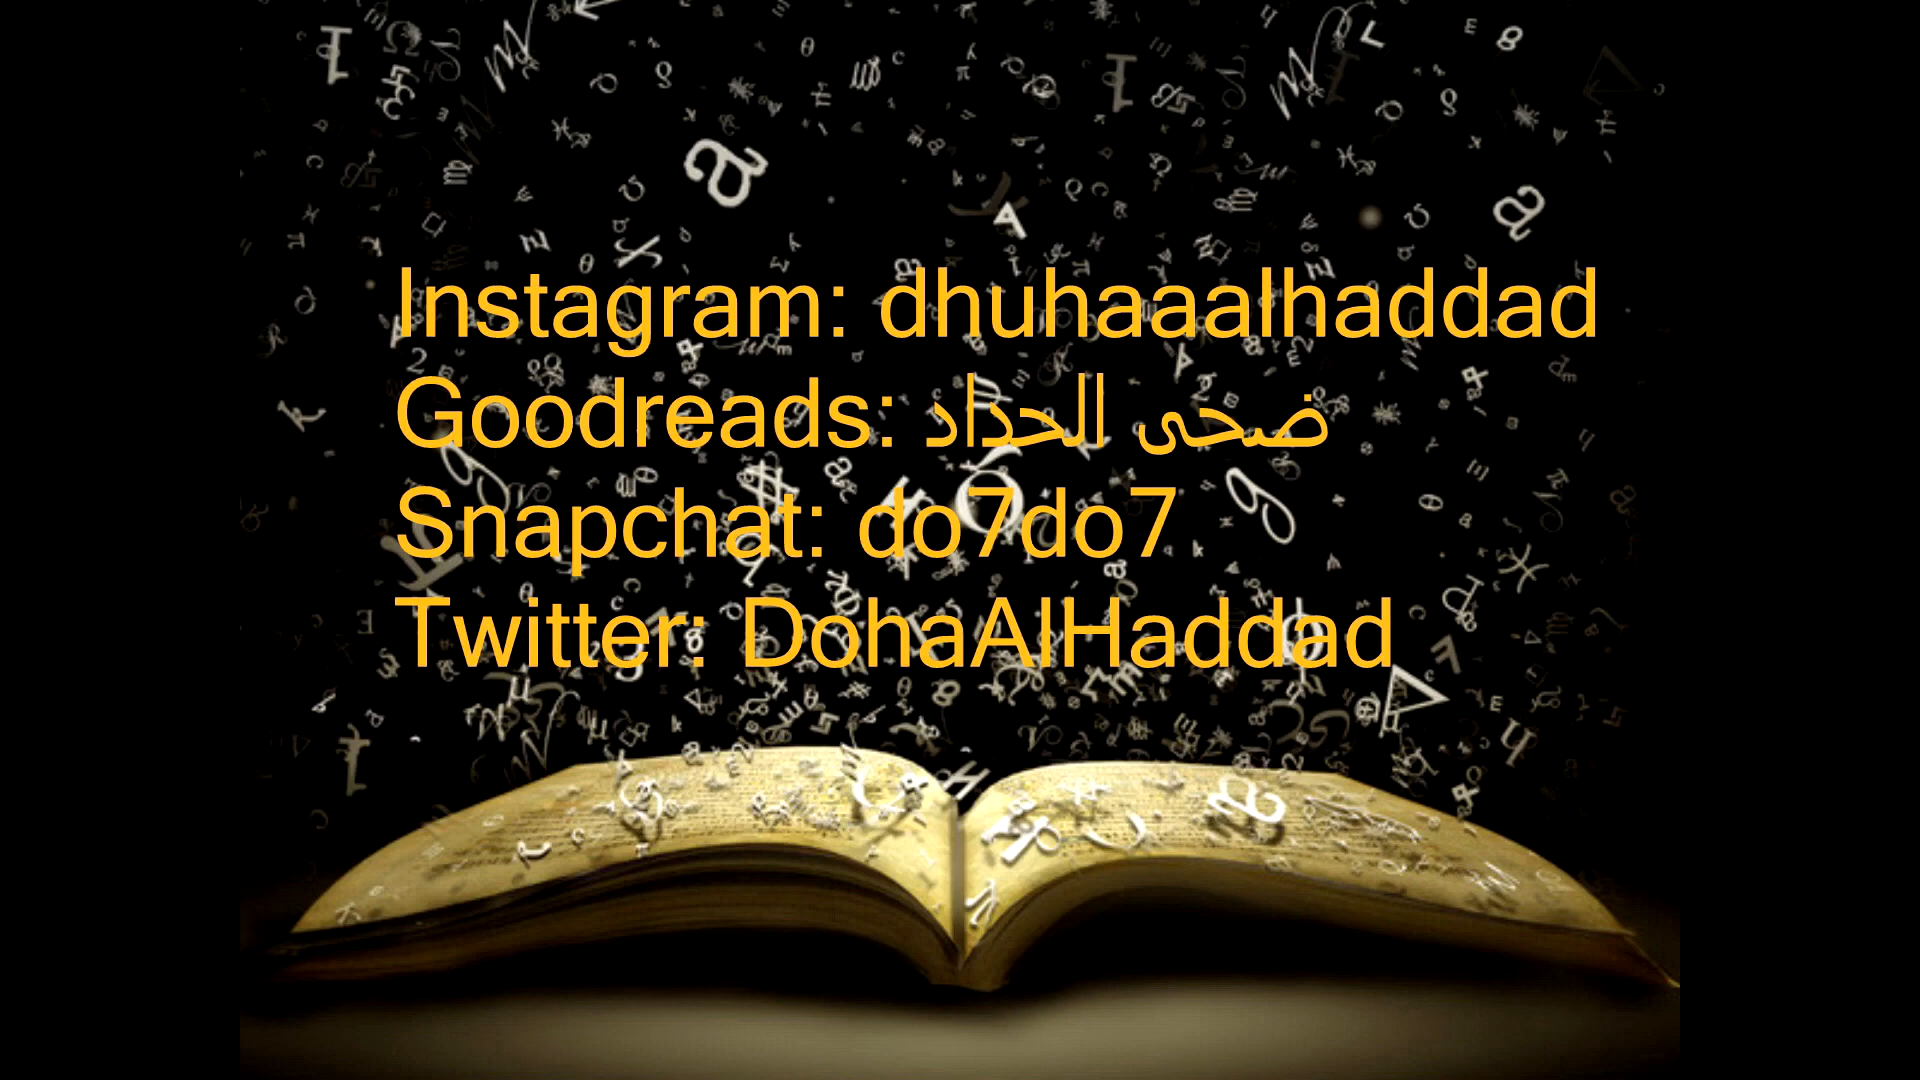 Instagram: dhuhaaalhaddad
Goodreads: ضحى الحداد
Snapchat: do7do7
Twitter: DohaAlHaddad